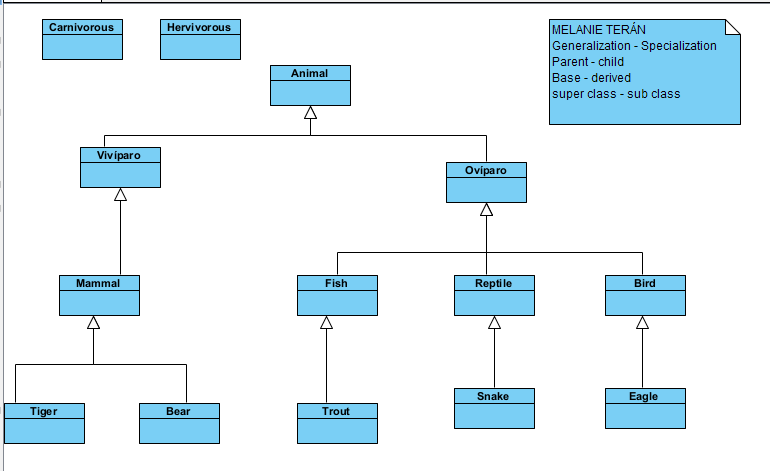 Carnivorous
Hervivorous
MELANIE TERÁN
Generalization - Specialization
Parent - child
Base - derived
super class - sub class
Animal
Vivíparo
Ovíparo
Mammal
Fish
Reptile
Bird
Tiger
Bear
Trout
Snake
Eagle